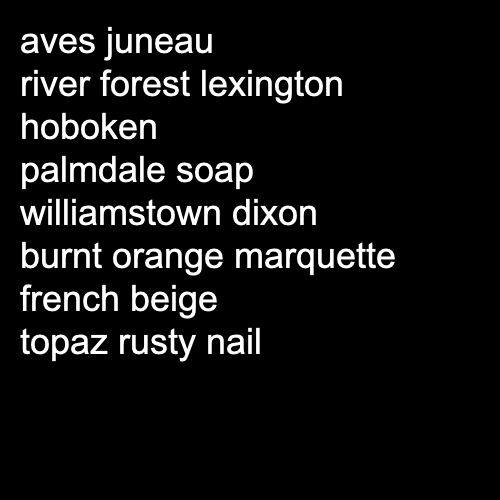 aves juneau
river forest lexington
hoboken
palmdale soap
williamstown dixon
burnt orange marquette
french beige
topaz rusty nail